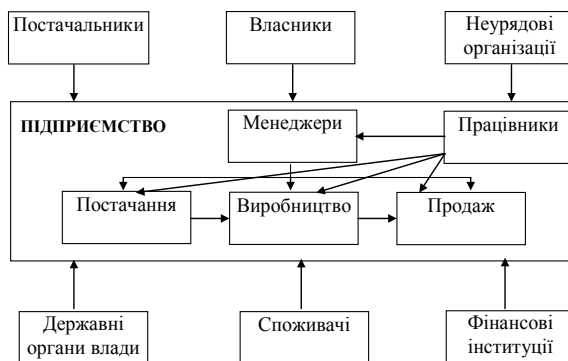 Постачальники
Власники
Неурядові
організації
ПІДПРИЄМСТВО
Менеджери
Працівники
Постачання
Виробництво
Продаж
Державні
органи влади
Споживачі
Фінансові
інституції